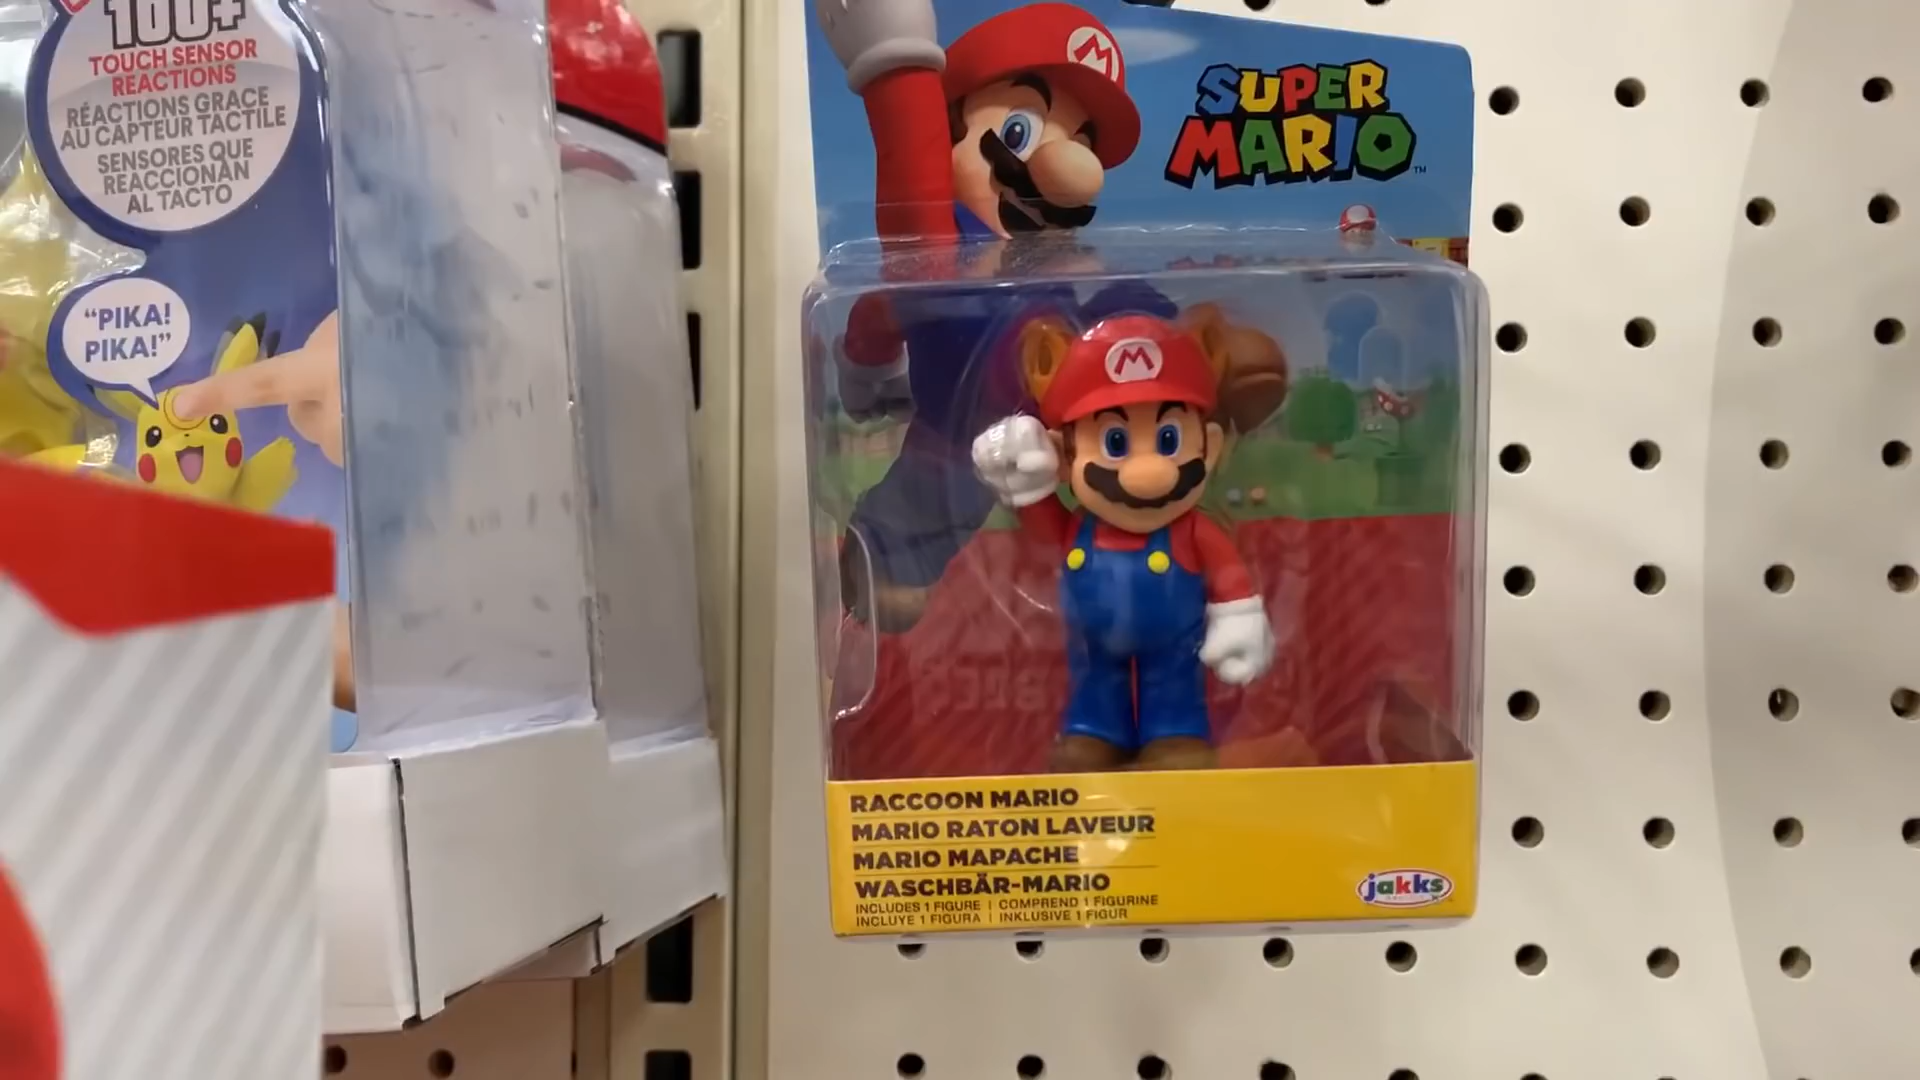 100+
TOUCH SENSOR
REACTIONS
RÉACTIONS GRACE
AU CAPTEUR TACTILE
SENSORES QUE
REACCIONAN
AL TACTO
"PIKA!
PIKA!"
M
SUPER
MARIO™
M
RACCOON MARIO
MARIO RATON LAVEUR
MARIO MAPACHE
WASCHBÄR-MARIO
INCLUDES 1 FIGURE | COMPREND 1 FIGURINE
INCLUYE 1 FIGURA | INKLUSIVE 1 FIGUR
jakks